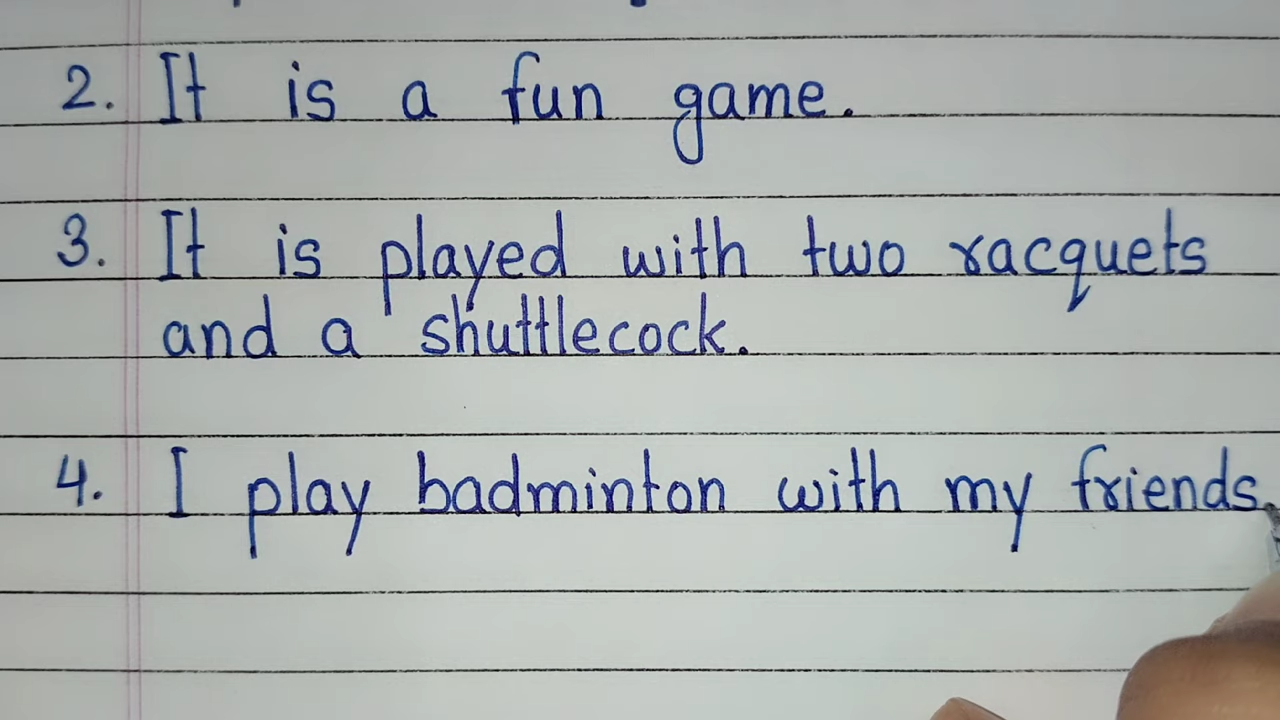 2. It is a fun game.
3. It is played with two racquets
and a shuttlecock.
4. I play badminton with my friends.